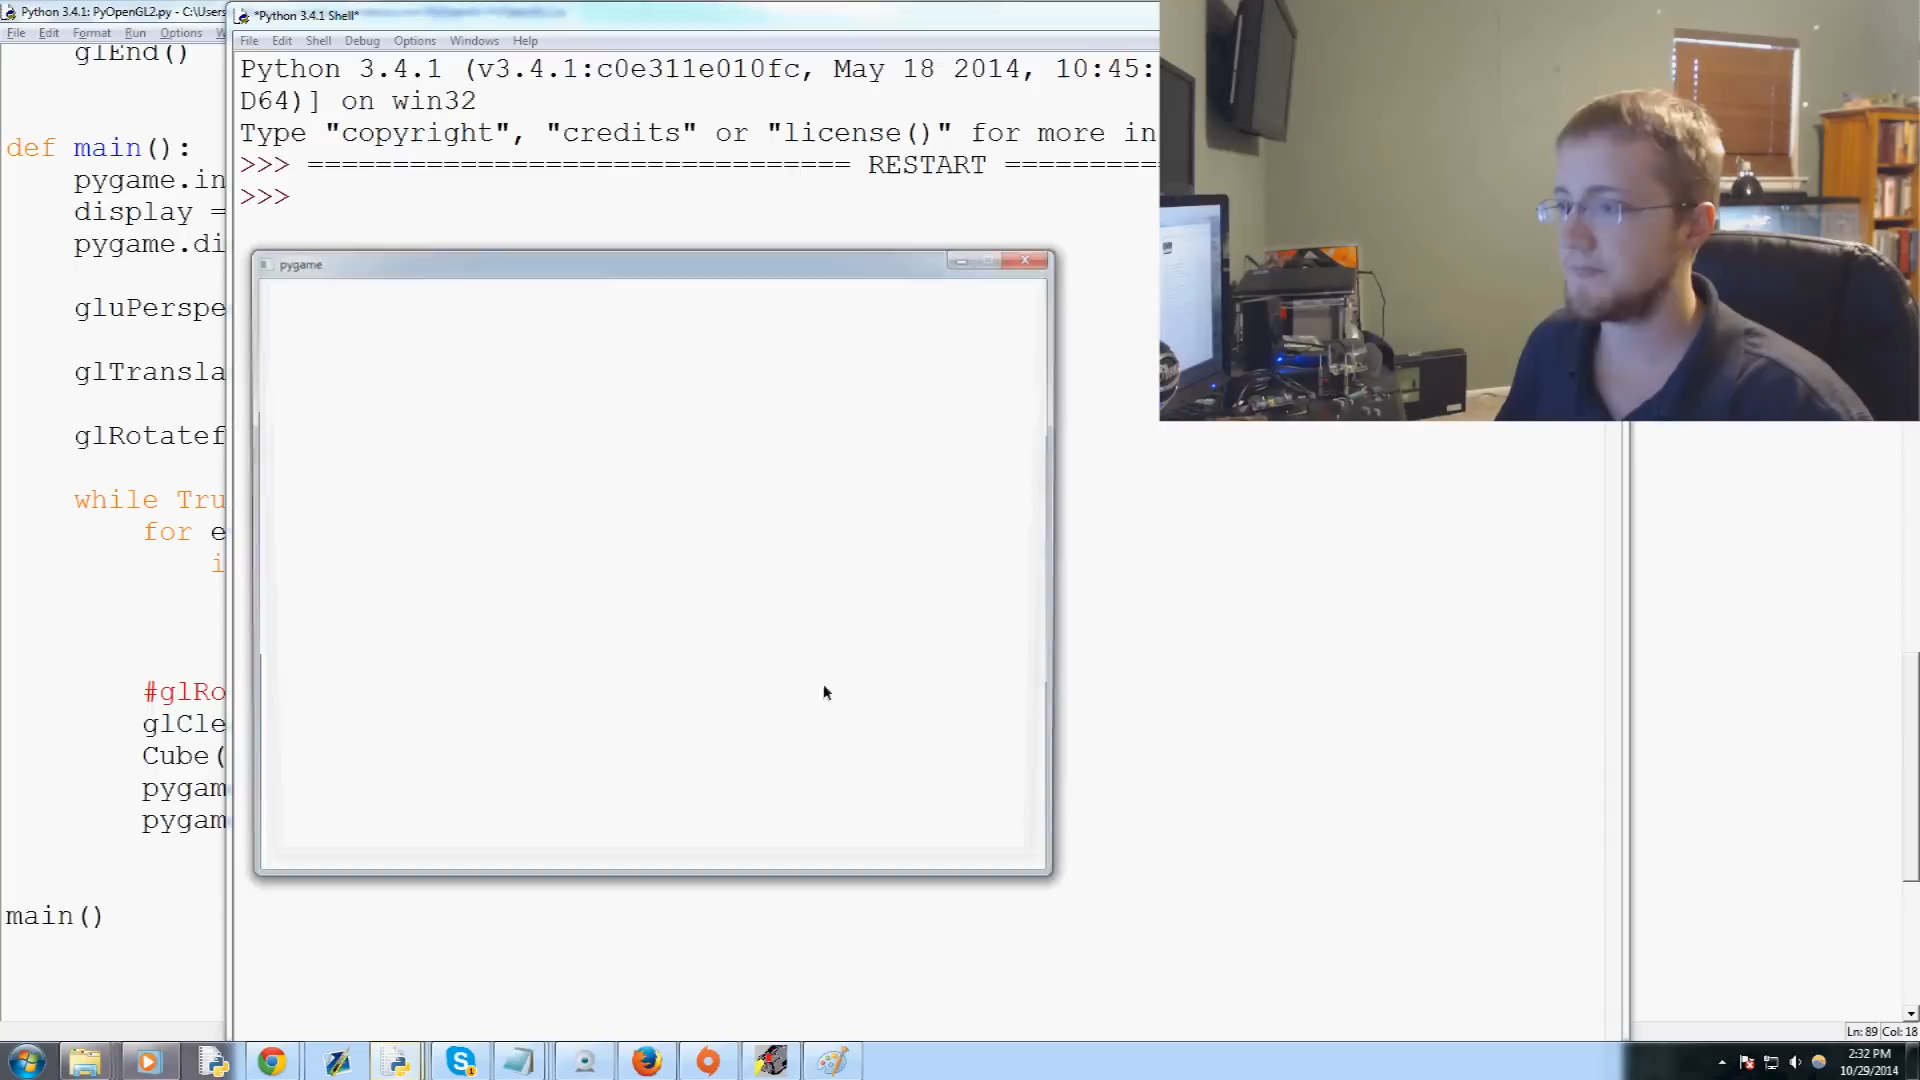 Python 3.4.1: PyOpenGL2.py - C:\Users
File Edit Format Run Options W
glEnd()
def main():
pygame.in
display =
pygame.di
gluPerspe
glTransla
glRotatef
while Tru
for e
i
#glRo
glCle
Cube(
pygam
pygam
main()
*Python 3.4.1 Shell*
File Edit Shell Debug Options Windows Help
Python 3.4.1 (v3.4.1:c0e311e010fc, May 18 2014, 10:45:
D64)] on win32
Type "copyright", "credits" or "license()" for more in
>>> ================================ RESTART =========
>>>
pygame
Ln: 89 Col: 18
2:32 PM
10/29/2014